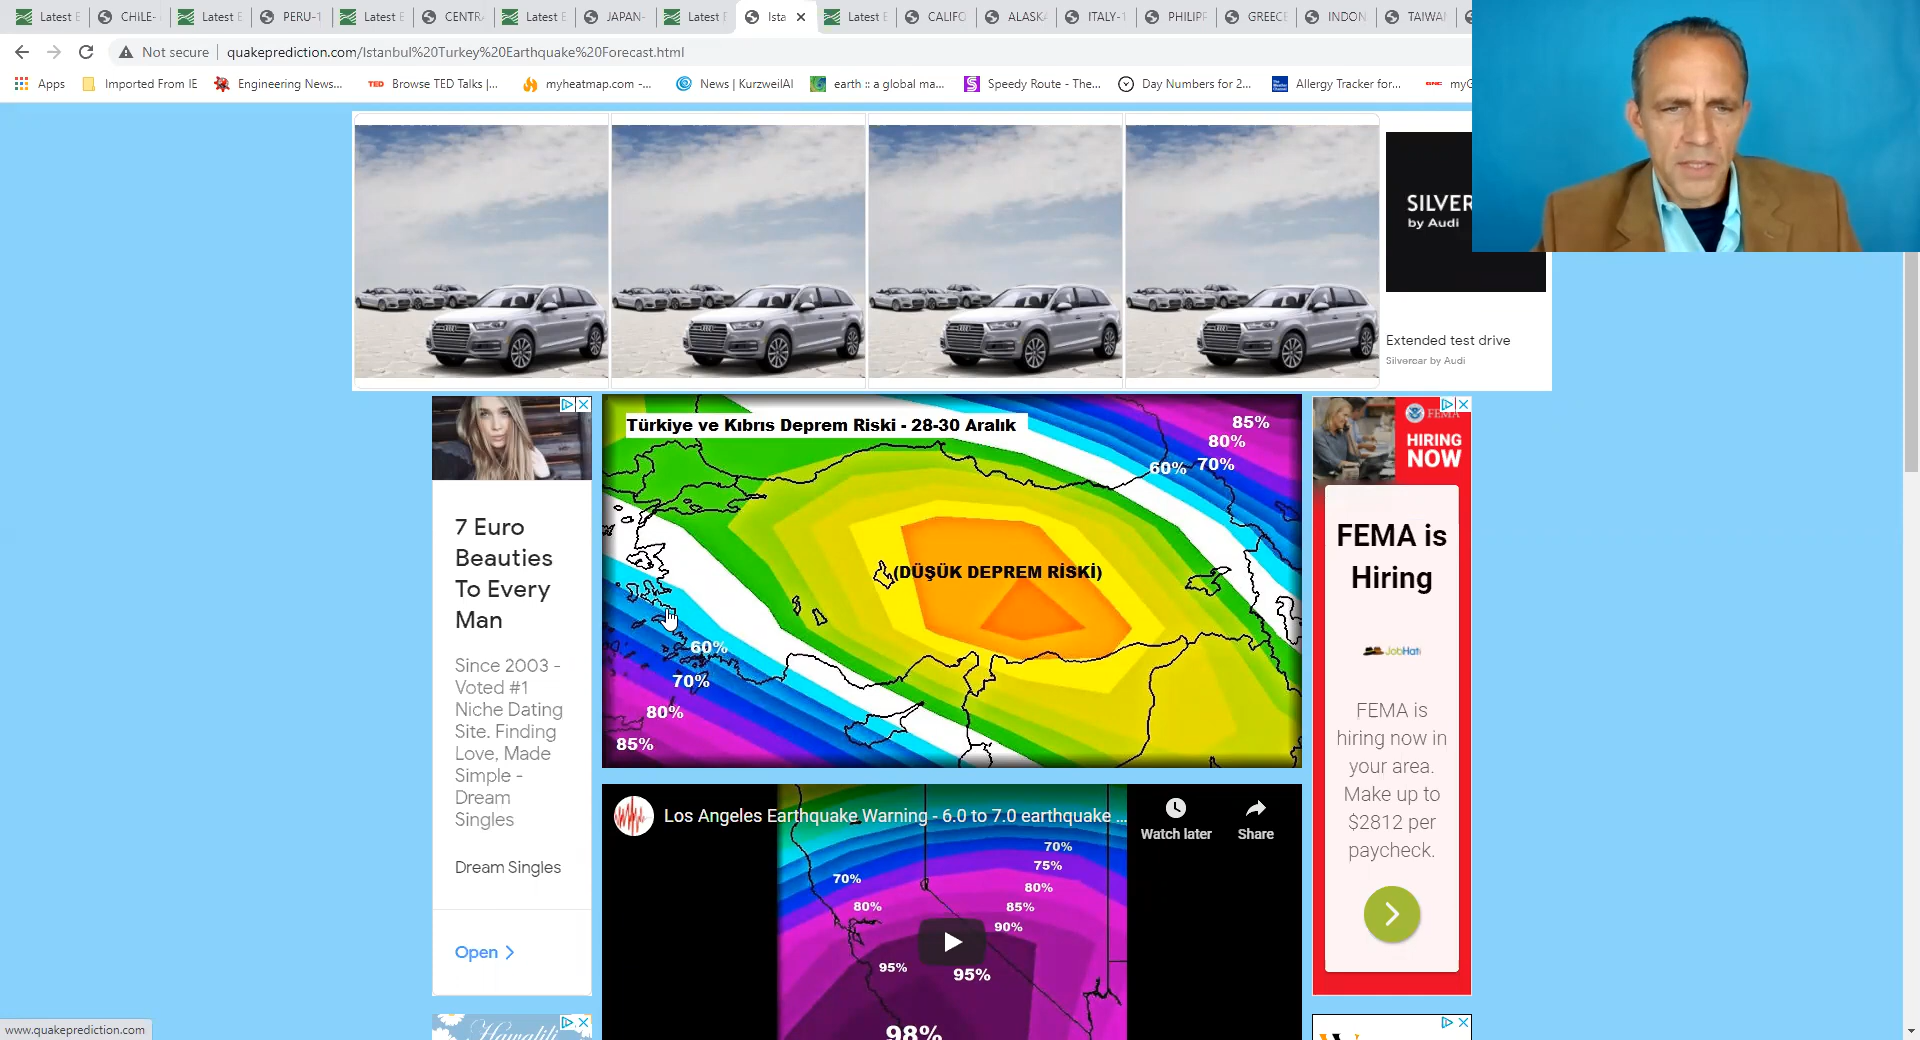 Latest E
CHILE-
Latest E
PERU-1
Latest E
CENTR
Latest E
JAPAN-
Latest E
Ista
Latest E
CALIFO
ALASKA
ITALY-1
PHILIPP
GREECE
INDON
TAIWAN
Not secure
quakeprediction.com/Istanbul%20Turkey%20Earthquake%20Forecast.html
Apps
Imported From IE
Engineering News...
TED
Browse TED Talks |...
myheatmap.com -...
News | KurzweilAI
earth :: a global ma...
Speedy Route - The...
Day Numbers for 2...
Allergy Tracker for...
GNC
myG
SILVER
by Audi
Extended test drive
Silvercar by Audi
7 Euro
Beauties
To Every
Man
Since 2003 -
Voted #1
Niche Dating
Site. Finding
Love, Made
Simple -
Dream
Singles
Dream Singles
Open
Türkiye ve Kıbrıs Deprem Riski - 28-30 Aralık
85%
80%
60%
70%
(DÜŞÜK DEPREM RİSKİ)
60%
70%
80%
85%
FEMA
HIRING
NOW
FEMA is
Hiring
JobHat
FEMA is
hiring now in
your area.
Make up to
$2812 per
paycheck.
Los Angeles Earthquake Warning - 6.0 to 7.0 earthquake ...
Watch later
Share
70%
75%
70%
80%
80%
85%
90%
95%
95%
98%
Hawaiili
www.quakeprediction.com